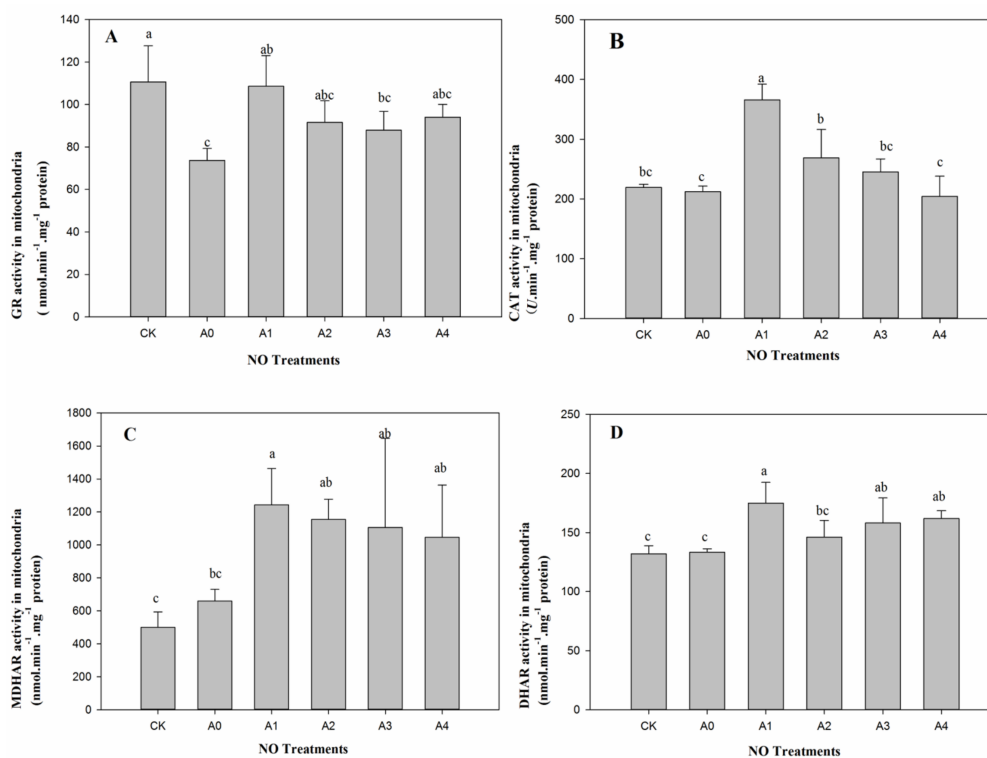 A
GR activity in mitochondria
( nmol.min-1.mg-1 protein)
140
120
100
80
60
40
20
0
a
c
ab
abc
bc
abc
CK A0 A1 A2 A3 A4
NO Treatments
B
CAT activity in mitochondria
(U.min-1.mg-1 protein)
500
400
300
200
100
0
bc
c
a
b
bc
c
CK A0 A1 A2 A3 A4
NO Treatments
C
MDHAR activity in mitochondria
(nmol.min-1.mg-1 protien)
1800
1600
1400
1200
1000
800
600
400
200
0
c
bc
a
ab
ab
ab
CK A0 A1 A2 A3 A4
NO Treatments
D
DHAR activity in mitochondria
(nmol.min-1.mg-1 protein)
250
200
150
100
50
0
c
c
a
bc
ab
ab
CK A0 A1 A2 A3 A4
NO Treatments